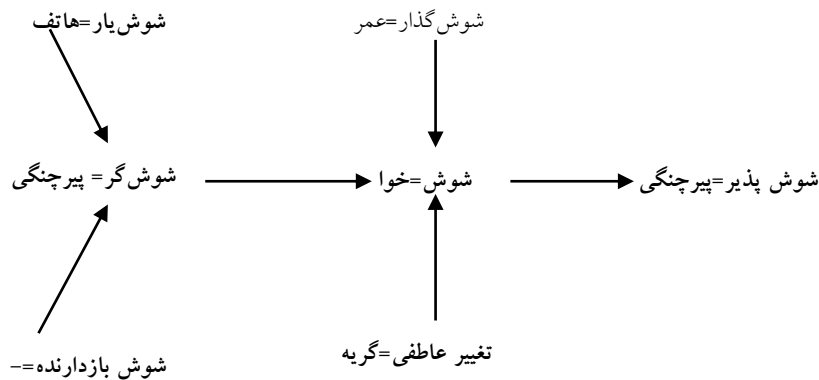 شوش‌یار=هاتف
شوش‌گذار=عمر
شوش‌گر= پیرچنگی
شوش=خوا
شوش پذیر=پیرچنگی
تغییر عاطفی=گریه
شوش بازدارنده=-